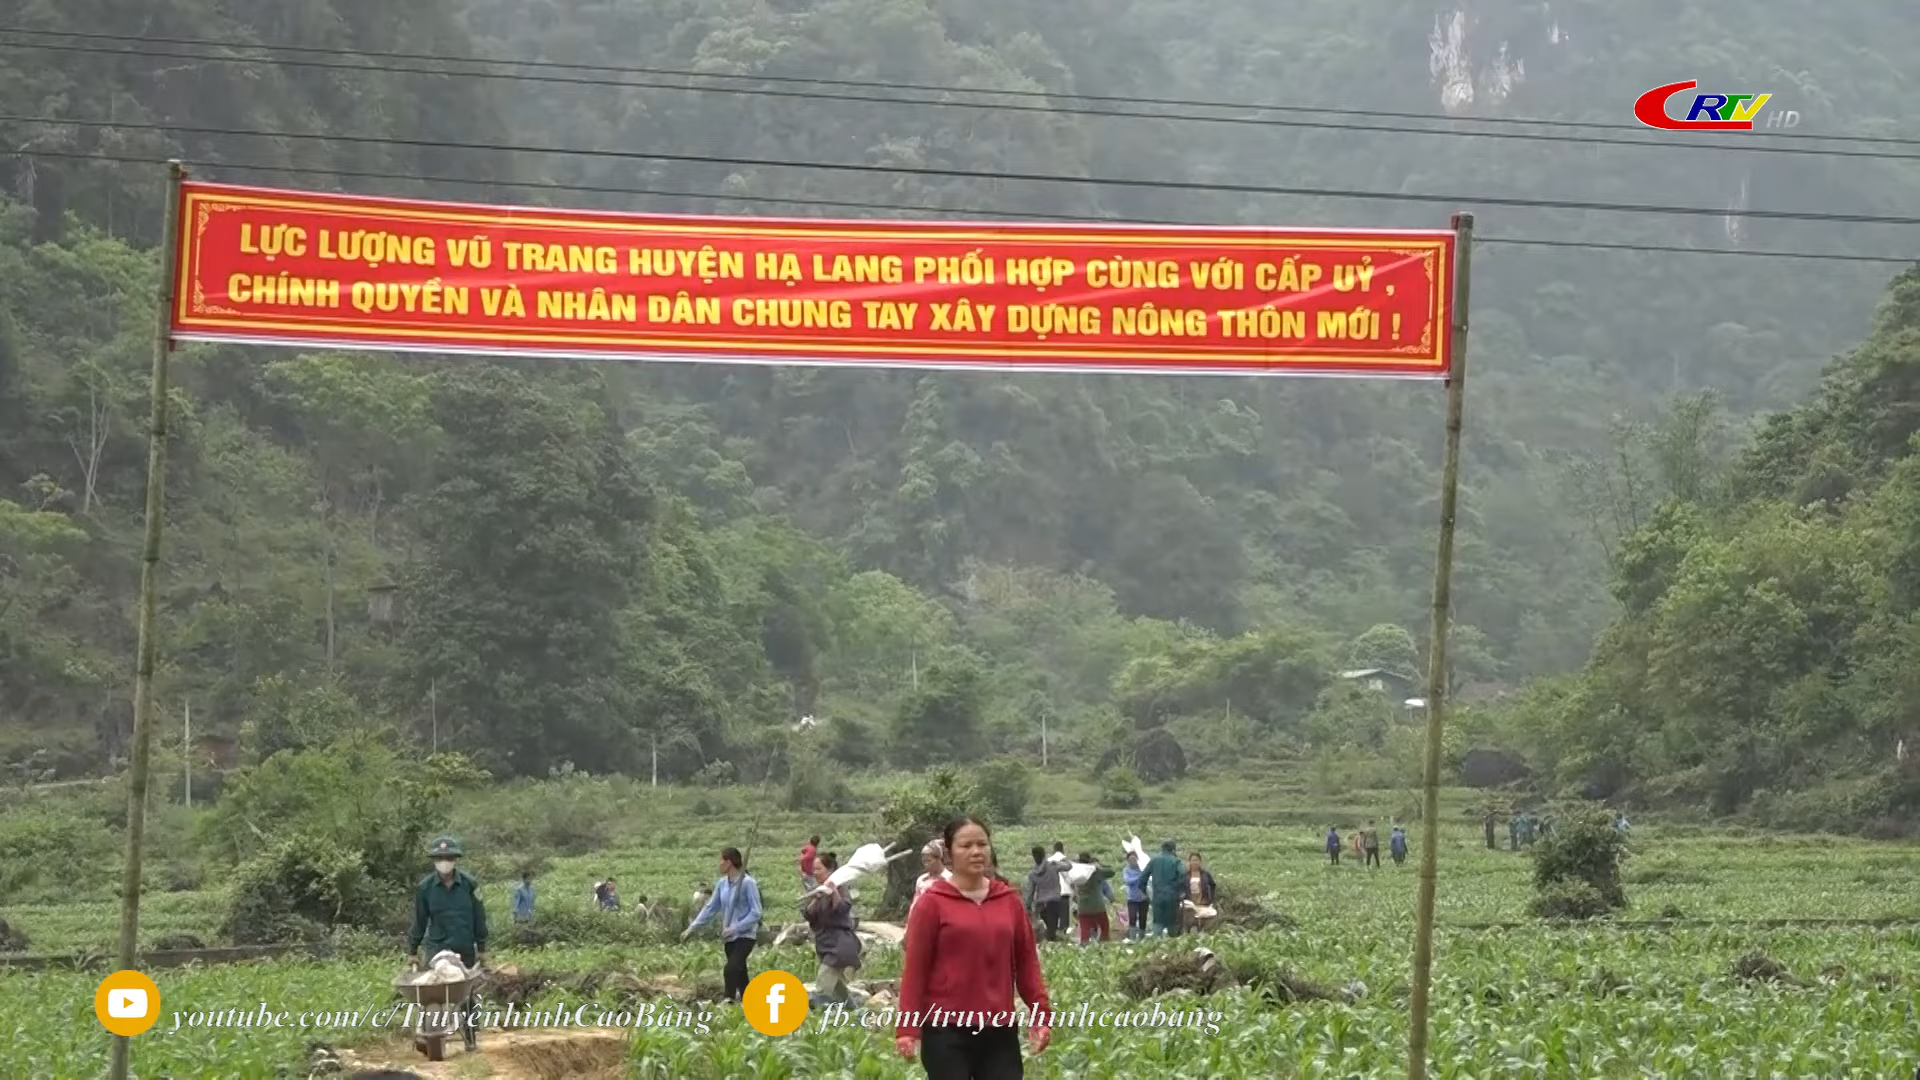 CRTV HD
LỰC LƯỢNG VŨ TRANG HUYỆN HẠ LANG PHỐI HỢP CÙNG VỚI CẤP UỶ ,
CHÍNH QUYỀN VÀ NHÂN DÂN CHUNG TAY XÂY DỰNG NÔNG THÔN MỚI !
youtube.com/c/TruyềnhìnhCaoBằng
fb.com/truyenhinhcaobang